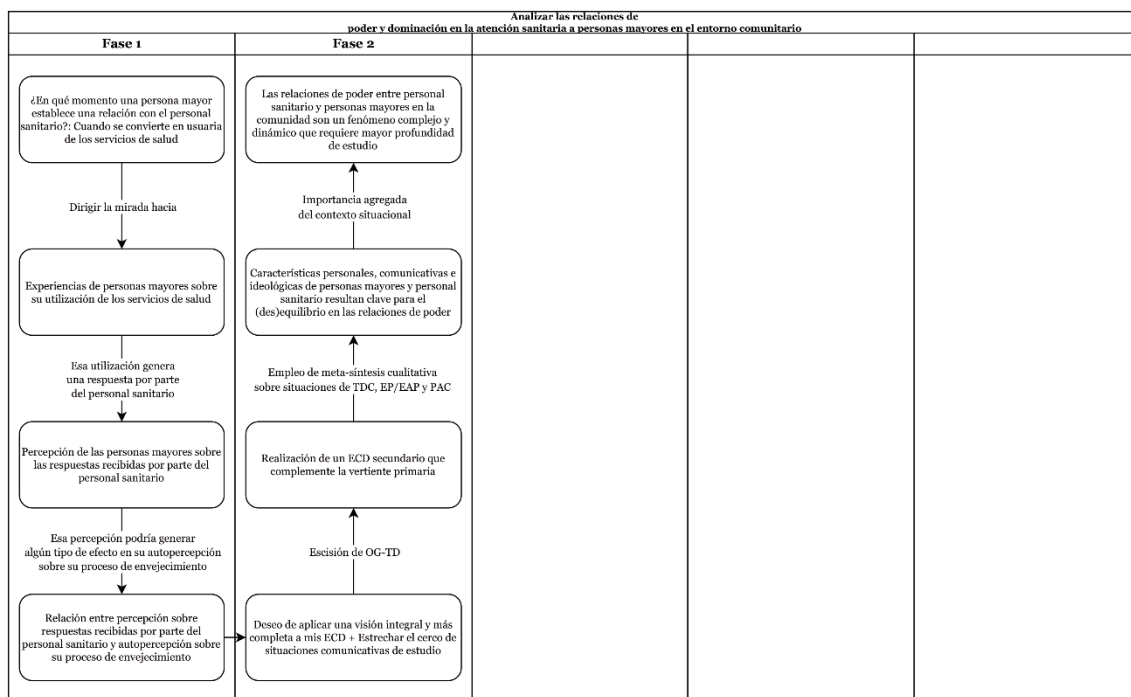 Analizar las relaciones de
poder y dominación en la atención sanitaria a personas mayores en el entorno comunitario
Fase 1
¿En qué momento una persona mayor
establece una relación con el personal
sanitario?: Cuando se convierte en usuaria
de los servicios de salud
Dirigir la mirada hacia
Experiencias de personas mayores sobre
su utilización de los servicios de salud
Esa utilización genera
una respuesta por parte
del personal sanitario
Percepción de las personas mayores sobre
las respuestas recibidas por parte del
personal sanitario
Esa percepción podría generar
algún tipo de efecto en su autopercepción
sobre su proceso de envejecimiento
Relación entre percepción sobre
respuestas recibidas por parte del
personal sanitario y autopercepción sobre
su proceso de envejecimiento
Fase 2
Las relaciones de poder entre personal
sanitario y personas mayores en la
comunidad son un fenómeno complejo y
dinámico que requiere mayor profundidad
de estudio
Importancia agregada
del contexto situacional
Características personales, comunicativas e
ideológicas de personas mayores y personal
sanitario resultan clave para el
(des)equilibrio en las relaciones de poder
Empleo de meta-síntesis cualitativa
sobre situaciones de TDC, EP/EAP y PAC
Realización de un ECD secundario que
complemente la vertiente primaria
Escisión de OG-TD
Deseo de aplicar una visión integral y más
completa a mis ECD + Estrechar el cerco de
situaciones comunicativas de estudio